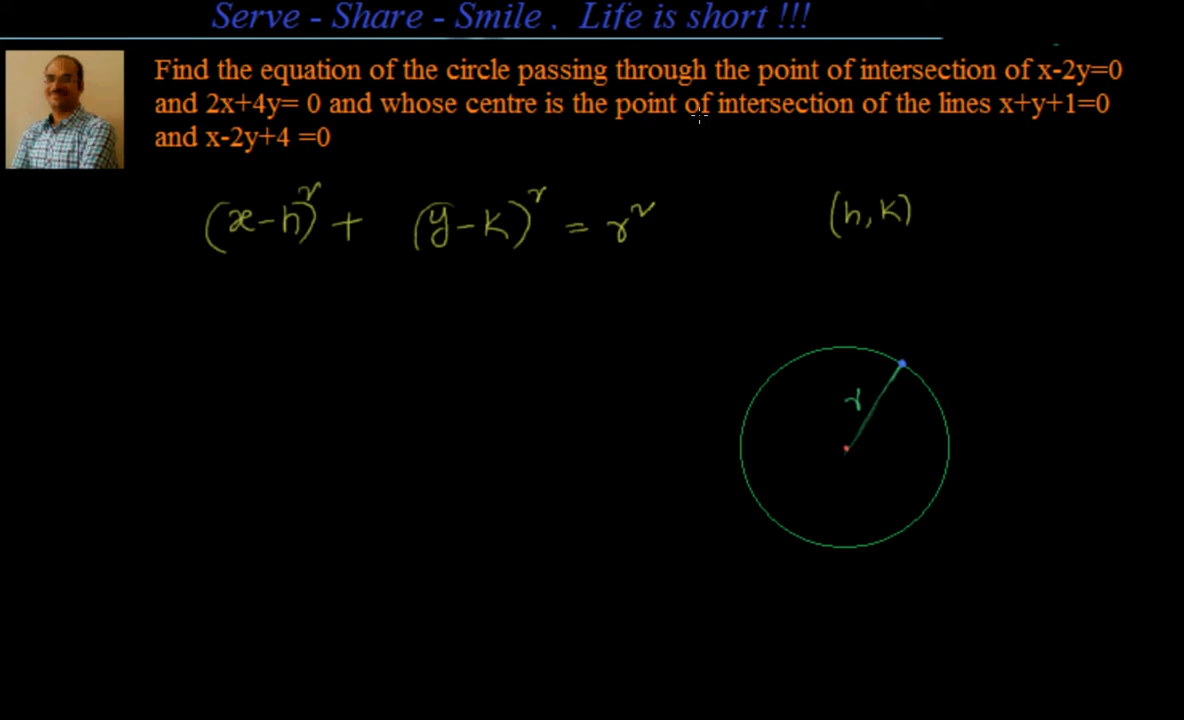 Serve - Share - Smile , Life is short !!!
Find the equation of the circle passing through the point of intersection of x-2y=0
and 2x+4y= 0 and whose centre is the point of intersection of the lines x+y+1=0
and x-2y+4 =0
(x-h)² + (y-k)² = r² (h,k)
r